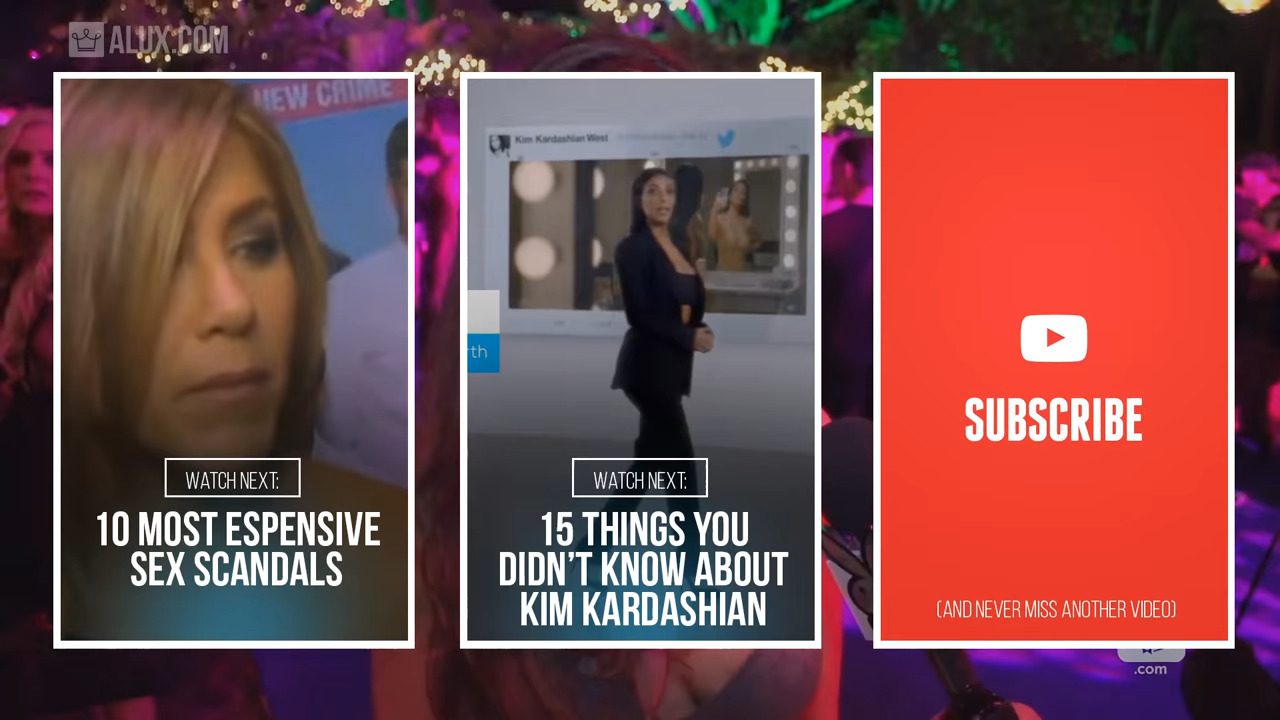 ALUX.COM
NEW CRIME
WATCH NEXT:
10 MOST ESPENSIVE
SEX SCANDALS
Kim Kardashian West
th
WATCH NEXT:
15 THINGS YOU
DIDN'T KNOW ABOUT
KIM KARDASHIAN
SUBSCRIBE
(AND NEVER MISS ANOTHER VIDEO)
.com